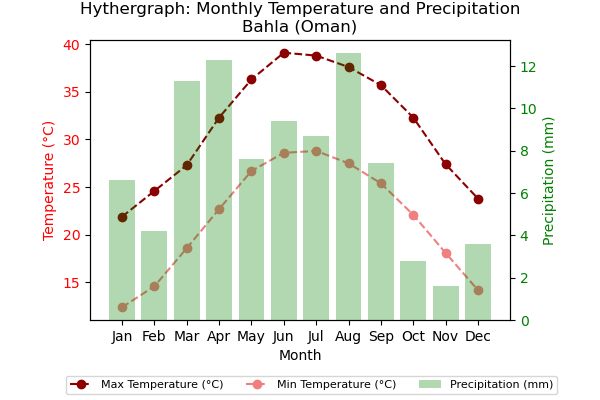 Hythergraph: Monthly Temperature and Precipitation
Bahla (Oman)
Temperature (°C)
40
35
30
25
20
15
Precipitation (mm)
12
10
8
6
4
2
0
Jan Feb Mar Apr May Jun Jul Aug Sep Oct Nov Dec
Month
Max Temperature (°C) Min Temperature (°C) Precipitation (mm)